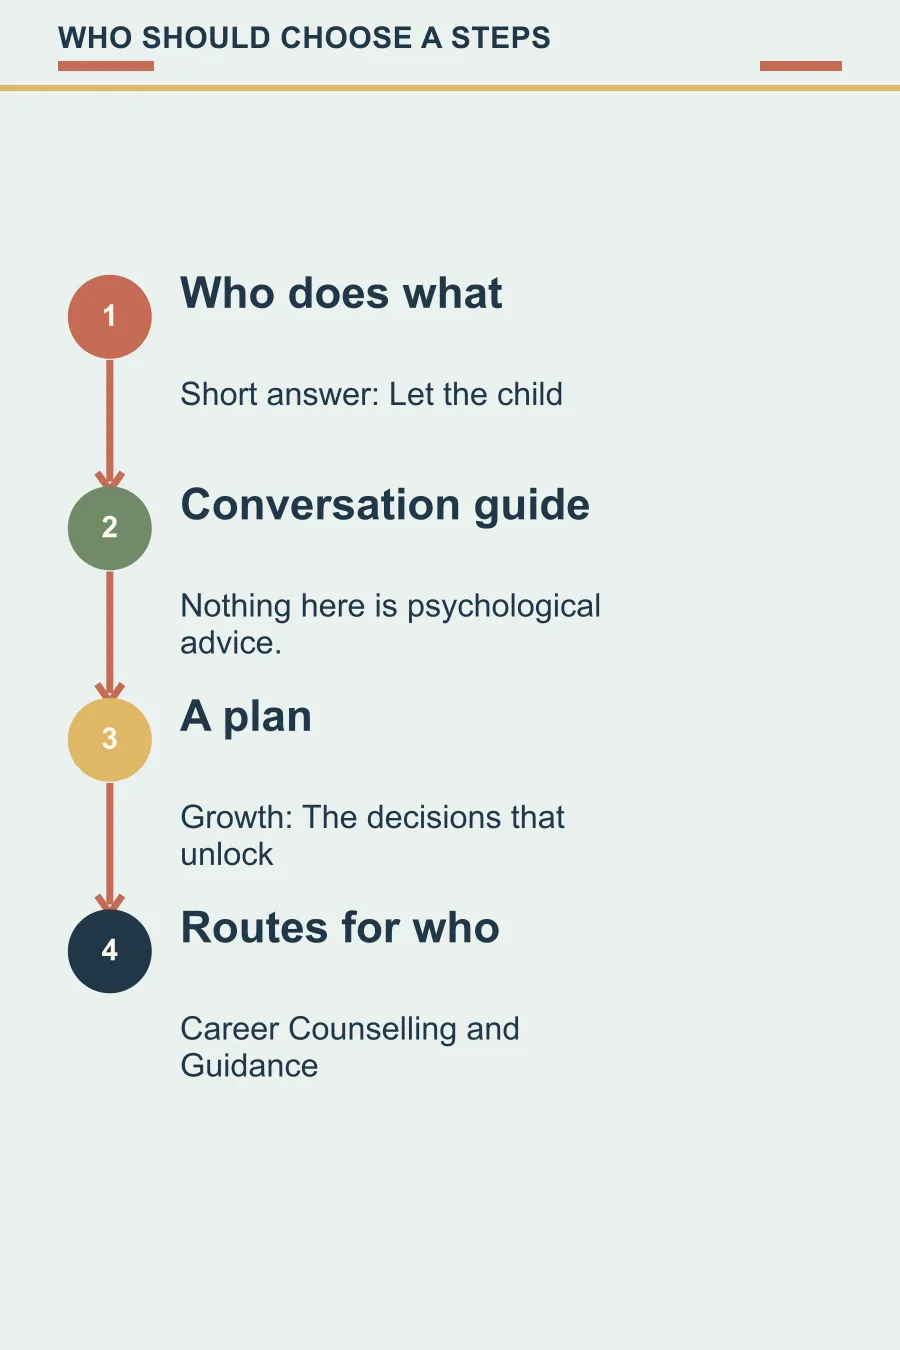 WHO SHOULD CHOOSE A STEPS
1
Who does what
Short answer: Let the child
2
Conversation guide
Nothing here is psychological
advice.
3
A plan
Growth: The decisions that
unlock
4
Routes for who
Career Counselling and
Guidance